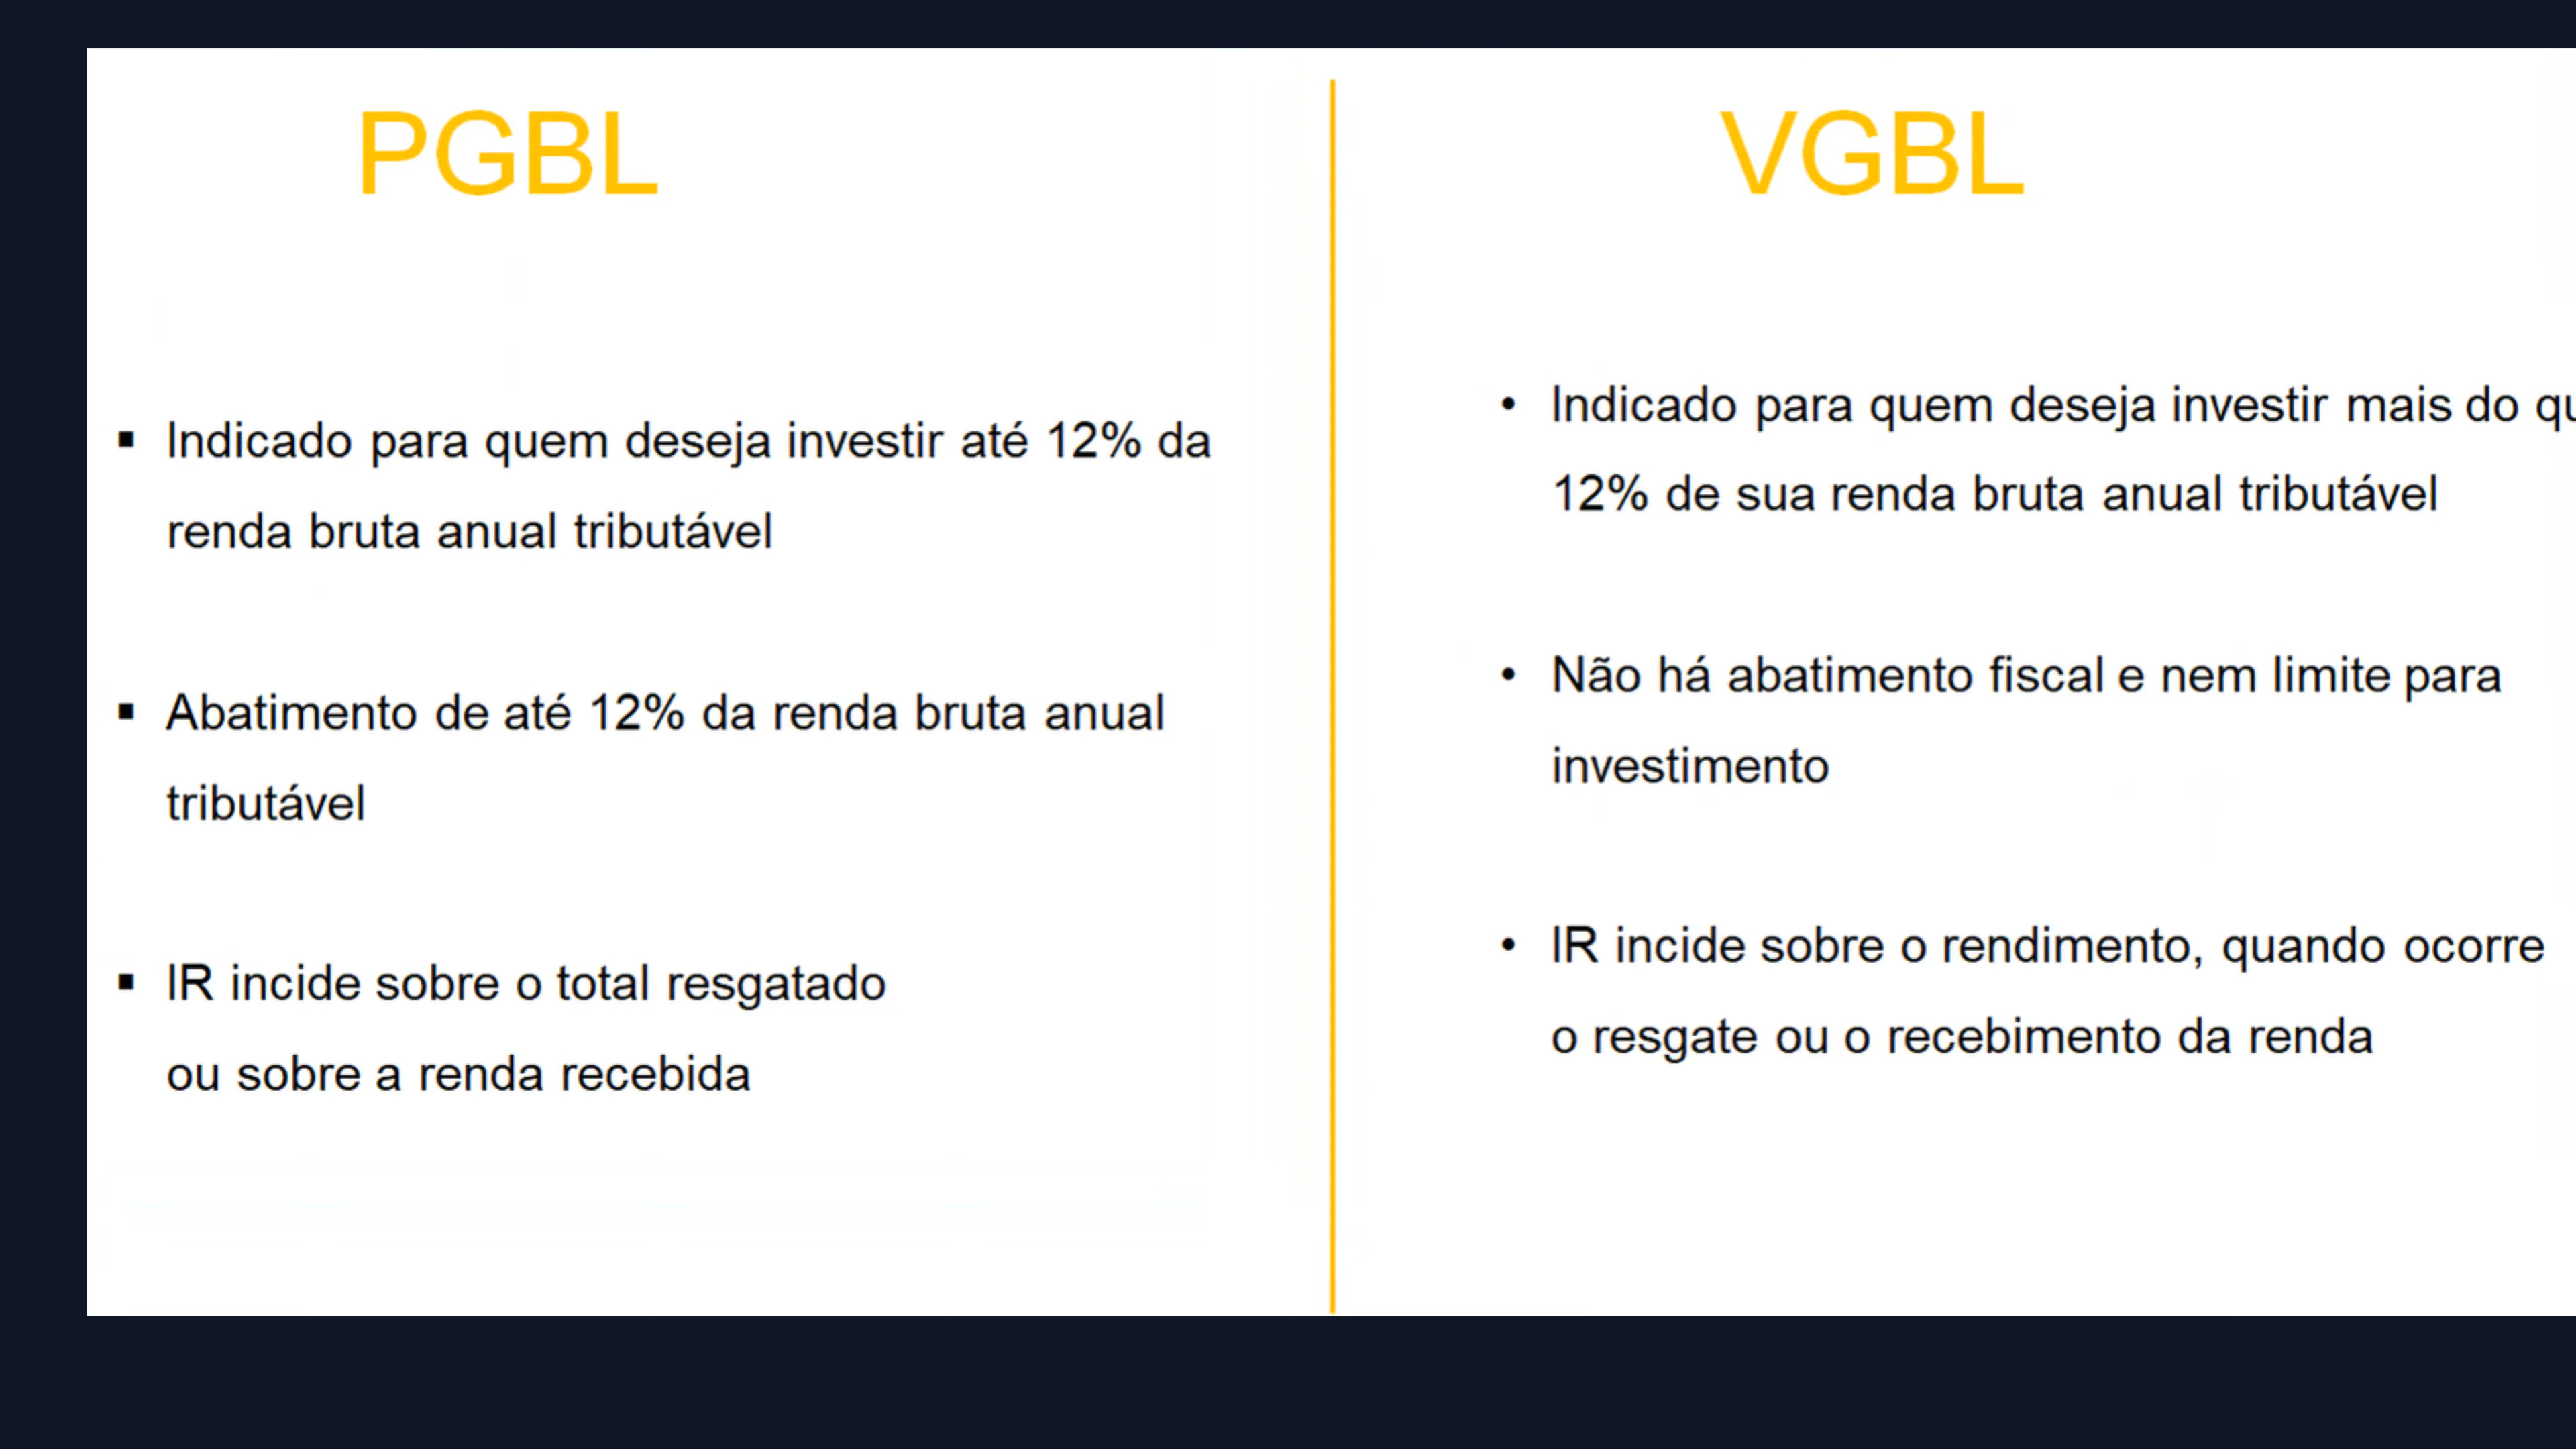 PGBL
Indicado para quem deseja investir até 12% da
renda bruta anual tributável
Abatimento de até 12% da renda bruta anual
tributável
IR incide sobre o total resgatado
ou sobre a renda recebida
VGBL
Indicado para quem deseja investir mais do
12% de sua renda bruta anual tributável
Não há abatimento fiscal e nem limite para
investimento
IR incide sobre o rendimento, quando ocorre
o resgate ou o recebimento da renda